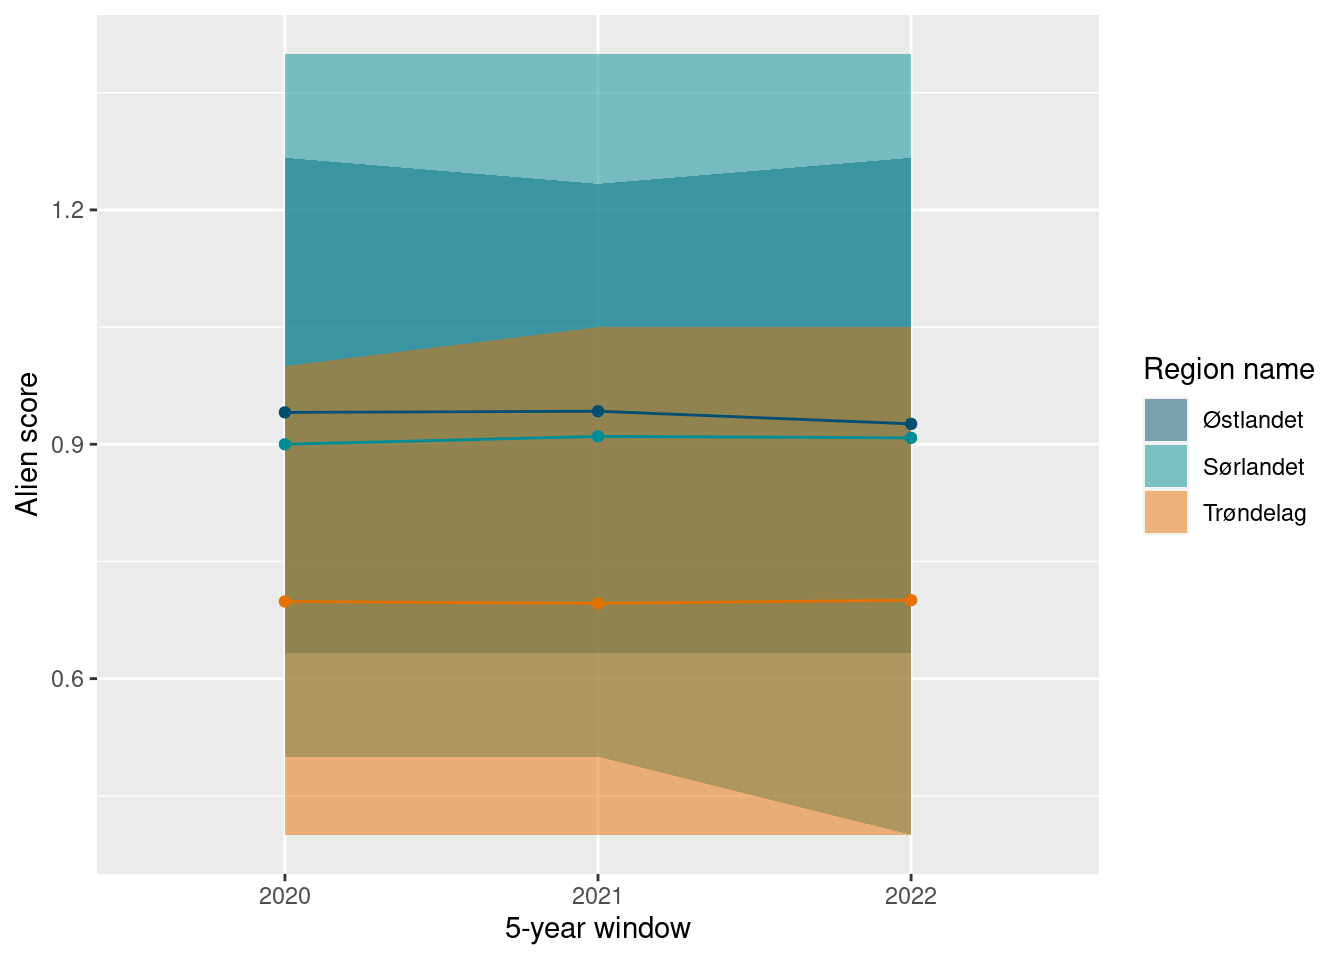 Alien score
1.2
0.9
0.6
2020
2021
2022
5-year window
Region name
Østlandet
Sørlandet
Trøndelag